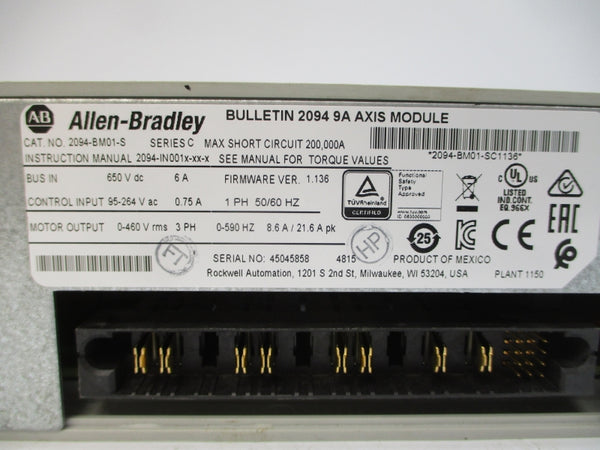 AB Allen-Bradley
BULLETIN 2094 9A AXIS MODULE
CAT. NO. 2094-BM01-S SERIES C MAX SHORT CIRCUIT 200,000A
INSTRUCTION MANUAL 2094-IN001x-xx-x SEE MANUAL FOR TORQUE VALUES
*2094-BM01-SC1136*
BUS IN 650 V dc 6 A FIRMWARE VER. 1.136
CONTROL INPUT 95-264 V ac 0.75 A 1 PH 50/60 HZ
MOTOR OUTPUT 0-460 V rms 3 PH 0-590 HZ 8.6 A / 21.6 A pk
TÜVRheinland
CERTIFIED
Functional
Safety
Type
Approved
CE
UL
US
LISTED
IND.CONT.
EQ.966X
25
EAC
FT
HP
SERIAL NO: 45045858 4815 PRODUCT OF MEXICO
Rockwell Automation, 1201 S 2nd St, Milwaukee, WI 53204, USA PLANT 1150